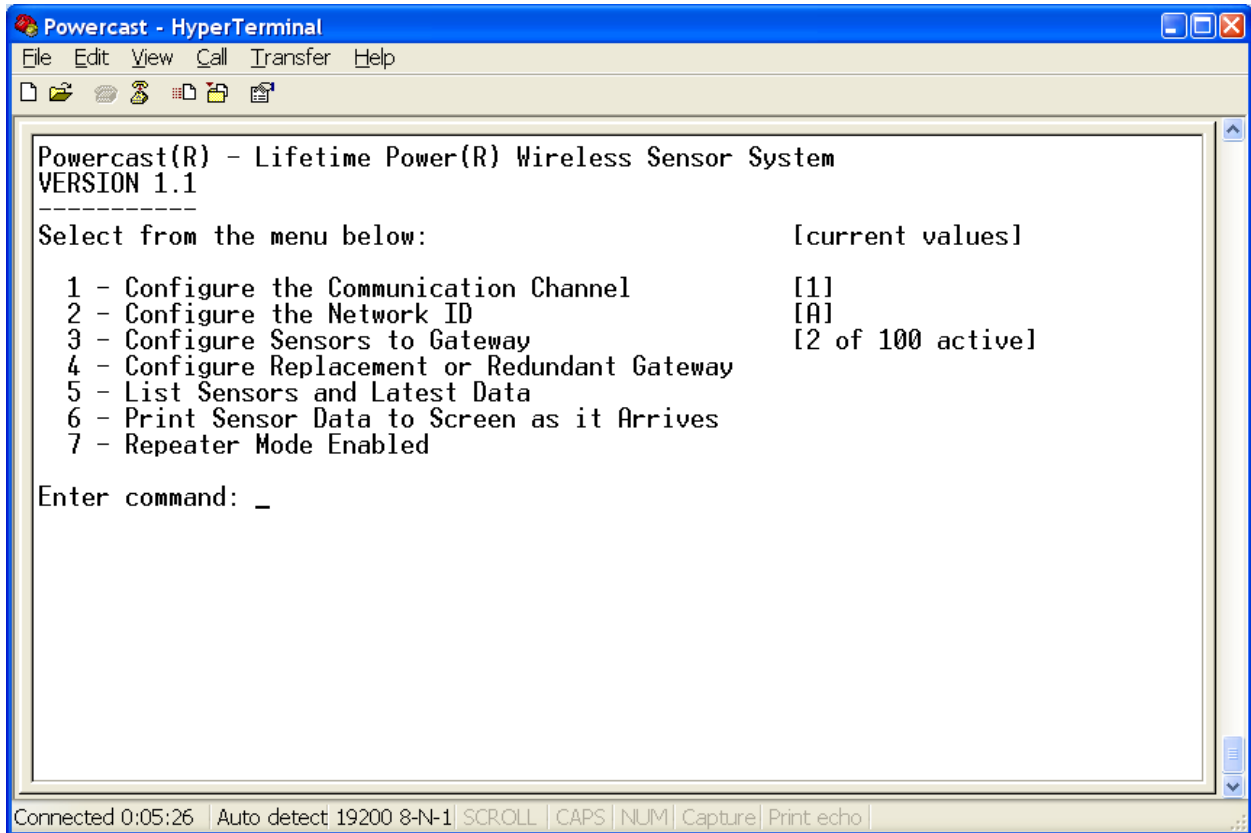 Powercast - HyperTerminal
File Edit View Call Transfer Help
Powercast(R) - Lifetime Power(R) Wireless Sensor System
VERSION 1.1
-----------
Select from the menu below: [current values]
1 - Configure the Communication Channel [1]
2 - Configure the Network ID [A]
3 - Configure Sensors to Gateway [2 of 100 active]
4 - Configure Replacement or Redundant Gateway
5 - List Sensors and Latest Data
6 - Print Sensor Data to Screen as it Arrives
7 - Repeater Mode Enabled
Enter command: _
Connected 0:05:26 Auto detect 19200 8-N-1 SCROLL CAPS NUM Capture Print echo